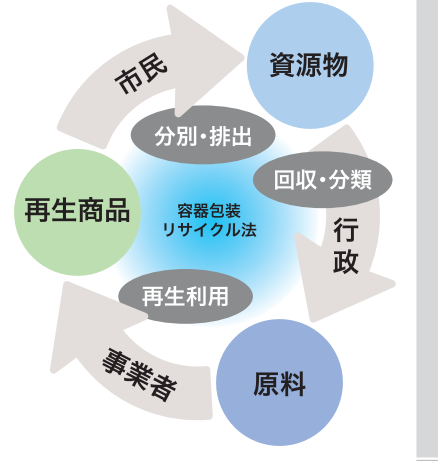 市民
資源物
分別・排出
回収・分類
再生商品
容器包装
リサイクル法
行
政
再生利用
事業者
原料